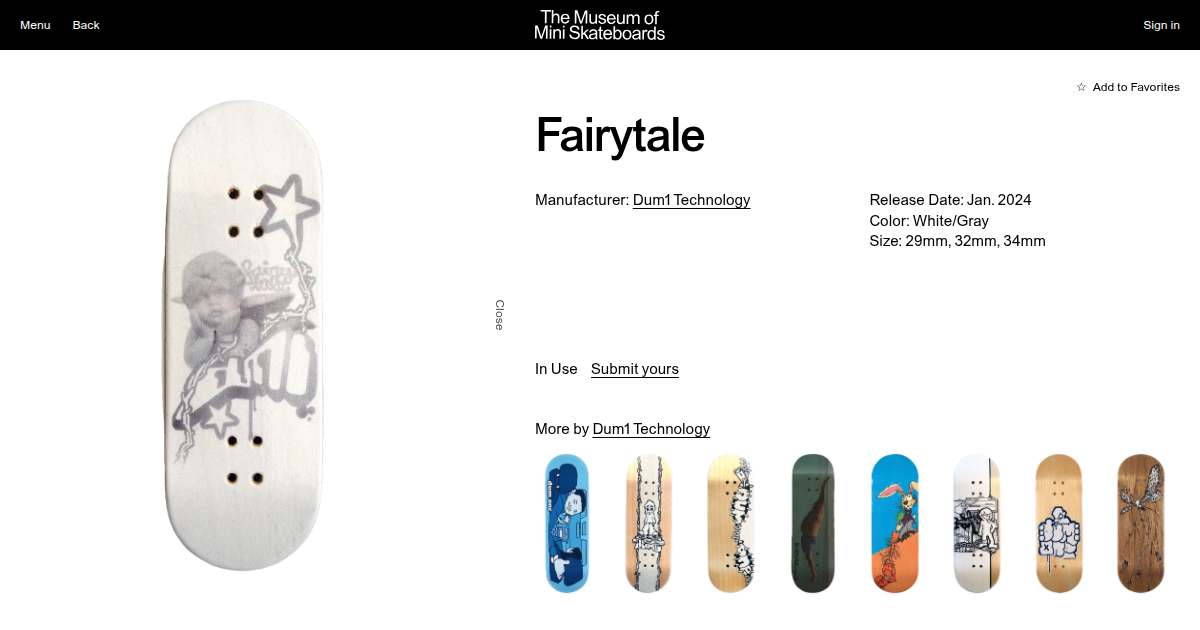 Menu
Back
The Museum of
Mini Skateboards
Sign in
☆ Add to Favorites
Fairytale
Manufacturer: Dum1 Technology
Release Date: Jan. 2024
Color: White/Gray
Size: 29mm, 32mm, 34mm
Close
In Use
Submit yours
More by Dum1 Technology